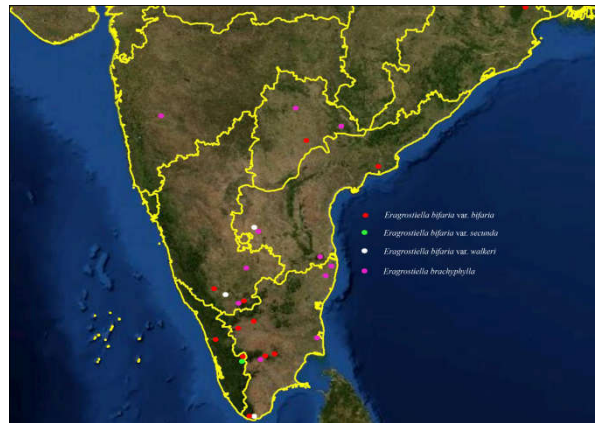 Eragrostiella bifaria var. bifaria
Eragrostiella bifaria var. secunda
Eragrostiella bifaria var. walkeri
Eragrostiella brachyphylla